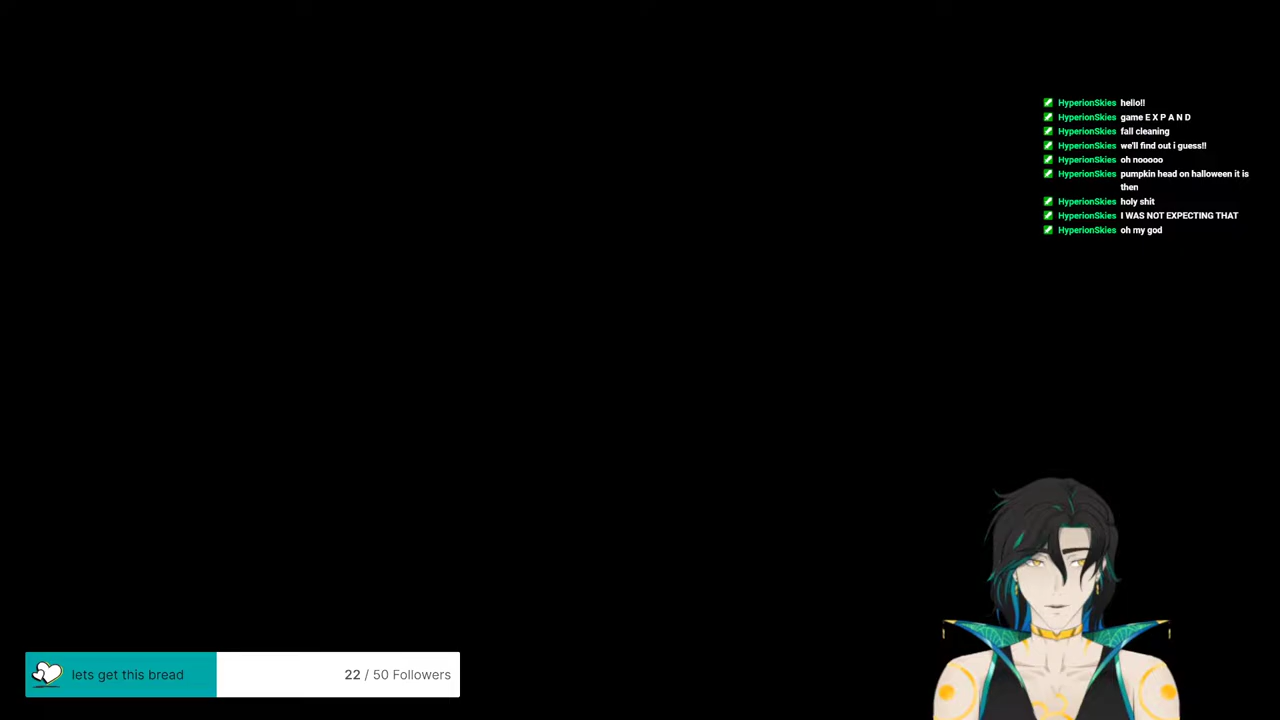 HyperionSkies hello!!
HyperionSkies game E X P A N D
HyperionSkies fall cleaning
HyperionSkies we'll find out i guess!!
HyperionSkies oh nooooo
HyperionSkies pumpkin head on halloween it is
then
HyperionSkies holy shit
HyperionSkies I WAS NOT EXPECTING THAT
HyperionSkies oh my god
lets get this bread 22 / 50 Followers